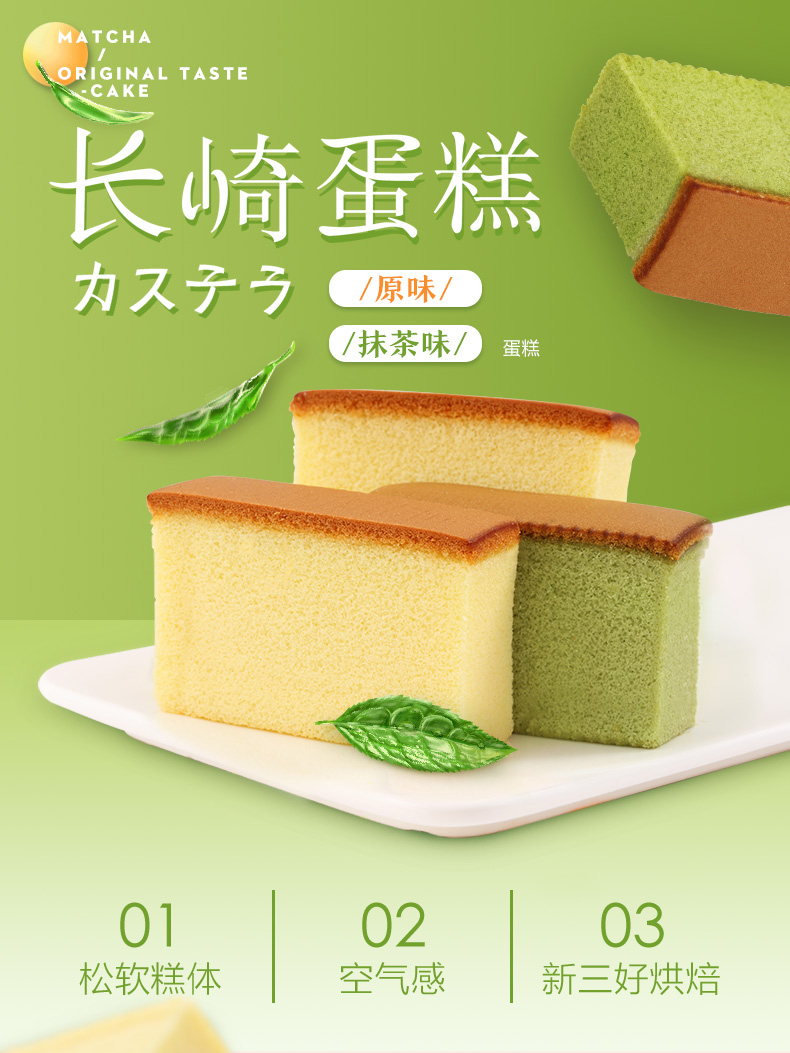 MATCHA
/
ORIGINAL TASTE
-CAKE
长崎蛋糕
カステラ
/原味/
/抹茶味/ 蛋糕
01
松软糕体
02
空气感
03
新三好烘焙